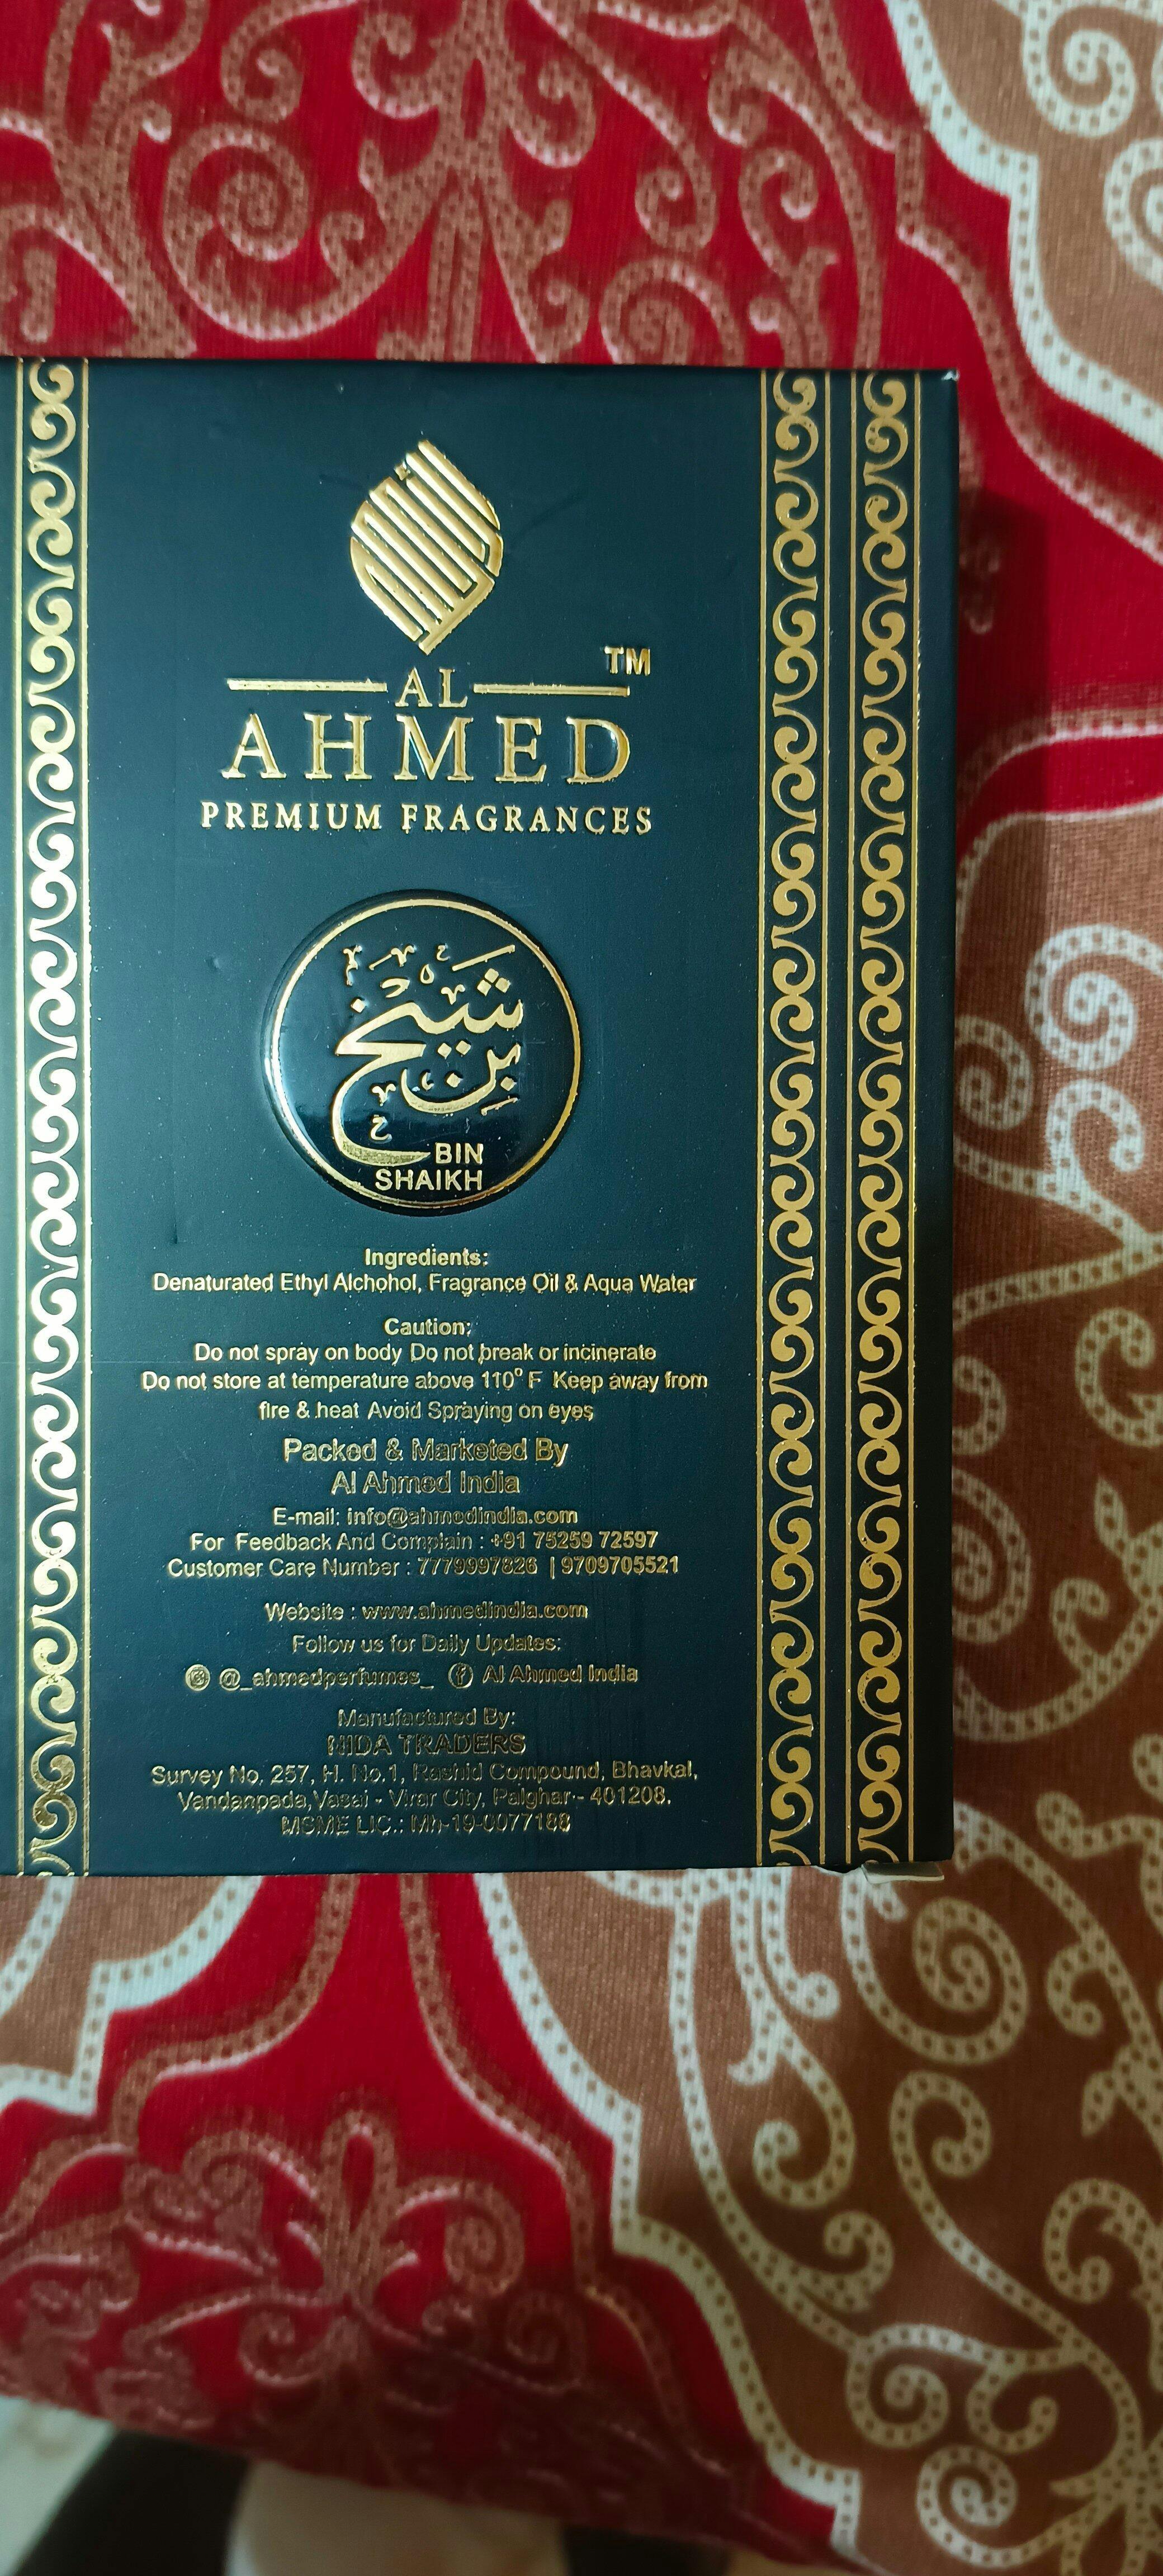 TM
AL
AHMED
PREMIUM FRAGRANCES
شيخ
بن
BIN
SHAIKH
Ingredients:
Denaturated Ethyl Alchohol, Fragrance Oil & Aqua Water
Caution:
Do not spray on body Do not break or incinerate
Do not store at temperature above 110° F Keep away from
fire & heat Avoid Spraying on eyes
Packed & Marketed By
Al Ahmed India
E-mail: info@ahmedindia.com
For Feedback And Complain : +91 75259 72597
Customer Care Number : 7779997826 | 9709705521
Website : www.ahmedindia.com
Follow us for Daily Updates:
@_ahmedperfumes_ Al Ahmed India
Manufactured By:
NIDA TRADERS
Survey No. 257, H. No.1, Rashid Compound, Bhavkal,
Vandanpada,Vasai - Virar City, Palghar - 401208.
MSME LIC.: Mh-19-0077188